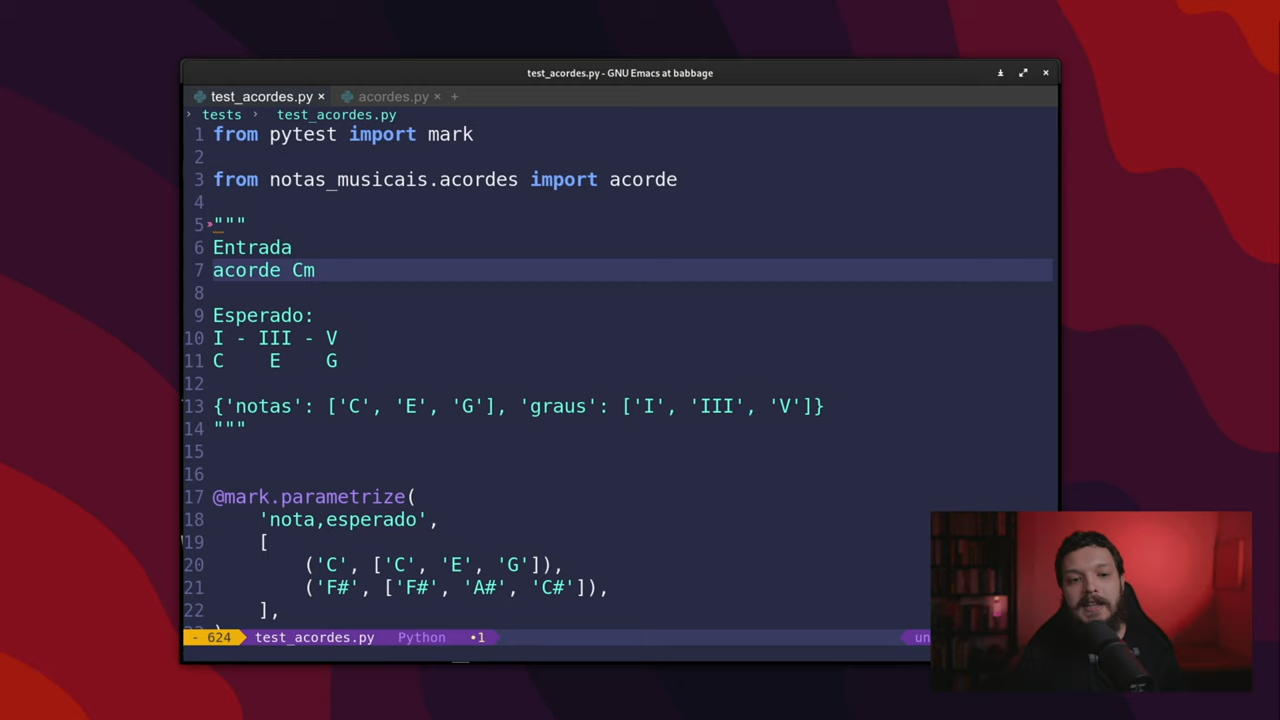 test_acordes.py - GNU Emacs at babbage
test_acordes.py × acordes.py × +
› tests › test_acordes.py
1 from pytest import mark
2
3 from notas_musicais.acordes import acorde
4
5 """
6 Entrada
7 acorde Cm
8
9 Esperado:
10 I - III - V
11 C E G
12
13 {'notas': ['C', 'E', 'G'], 'graus': ['I', 'III', 'V']}
14 """
15
16
17 @mark.parametrize(
18 'nota,esperado',
19 [
20 ('C', ['C', 'E', 'G']),
21 ('F#', ['F#', 'A#', 'C#']),
22 ],
- 624 test_acordes.py Python •1 un